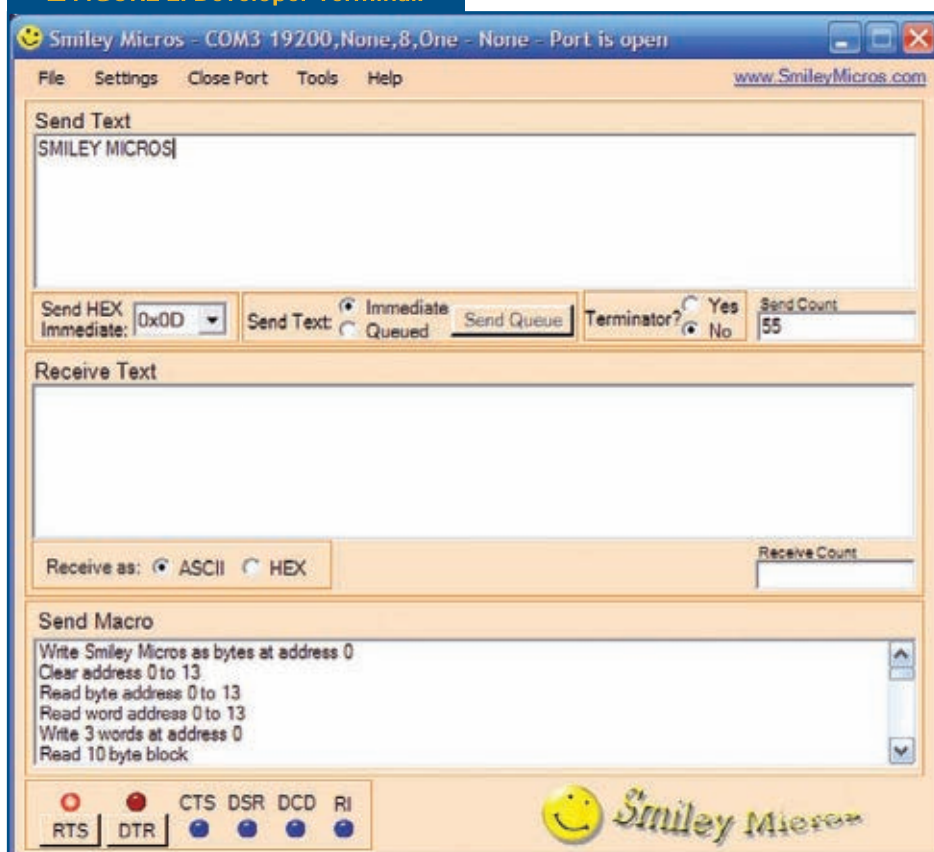 FIGURE 2. Developer Terminal.
Smiley Micros - COM3 19200,None,8,One - None - Port is open
File Settings Close Port Tools Help www.SmileyMicros.com
Send Text
SMILEY MICROS
Send HEX Immediate: 0x0D
Send Text: Immediate Queued
Send Queue
Terminator? Yes No
Send Count
55
Receive Text
Receive as: ASCII HEX
Receive Count
Send Macro
Write Smiley Micros as bytes at address 0
Clear address 0 to 13
Read byte address 0 to 13
Read word address 0 to 13
Write 3 words at address 0
Read 10 byte block
RTS DTR CTS DSR DCD RI
Smiley Micros